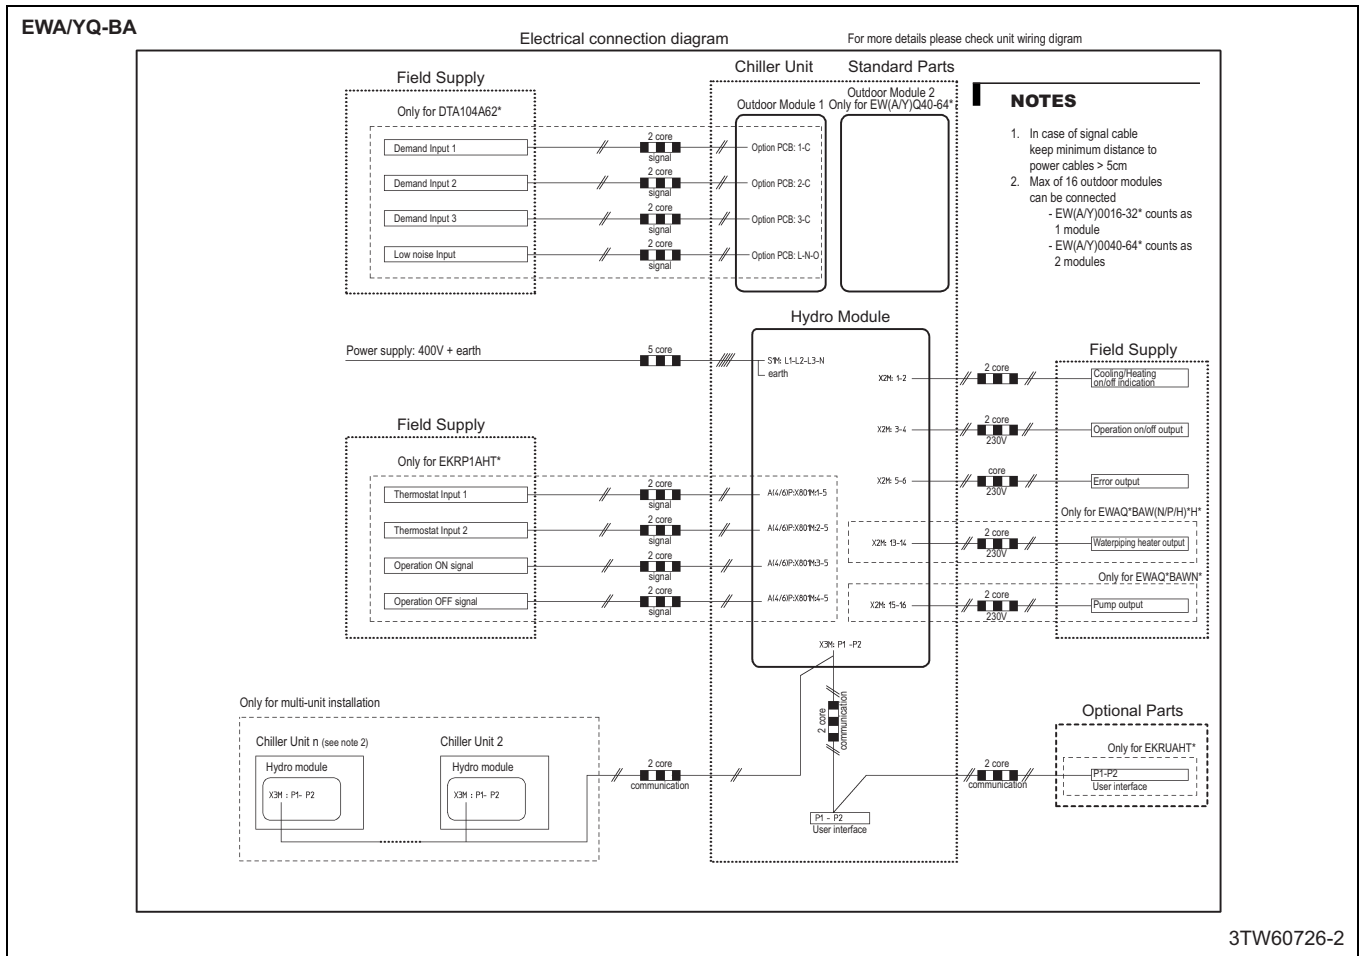 EWA/YQ-BA
Electrical connection diagram
For more details please check unit wiring digram
Chiller Unit
Standard Parts
Field Supply
Only for DTA104A62*
Demand Input 1
2 core
signal
Demand Input 2
2 core
signal
Demand Input 3
2 core
signal
Low noise Input
2 core
signal
Outdoor Module 1
Option PCB: 1-C
Option PCB: 2-C
Option PCB: 3-C
Option PCB: L-N-O
Outdoor Module 2
Only for EW(A/Y)Q40-64*
NOTES
1. In case of signal cable
keep minimum distance to
power cables > 5cm
2. Max of 16 outdoor modules
can be connected
- EW(A/Y)0016-32* counts as
1 module
- EW(A/Y)0040-64* counts as
2 modules
Hydro Module
Power supply: 400V + earth
5 core
S1M: L1-L2-L3-N
earth
Field Supply
Only for EKRP1AHT*
Thermostat Input 1
2 core
signal
A(4/6)P:X801M:1-5
Thermostat Input 2
2 core
signal
A(4/6)P:X801M:2-5
Operation ON signal
2 core
signal
A(4/6)P:X801M:3-5
Operation OFF signal
2 core
signal
A(4/6)P:X801M:4-5
Field Supply
X2M: 1-2
2 core
Cooling/Heating
on/off indication
X2M: 3-4
2 core
230V
Operation on/off output
X2M: 5-6
core
230V
Error output
Only for EWAQ*BAW(N/P/H)*H*
X2M: 13-14
2 core
230V
Waterpiping heater output
Only for EWAQ*BAWN*
X2M: 15-16
2 core
230V
Pump output
X3M: P1 -P2
2 core
communication
P1 - P2
User interface
Only for multi-unit installation
Chiller Unit n (see note 2)
Hydro module
X3M : P1- P2
Chiller Unit 2
Hydro module
X3M : P1- P2
2 core
communication
2 core
communication
Optional Parts
Only for EKRUAHT*
P1-P2
User interface
3TW60726-2